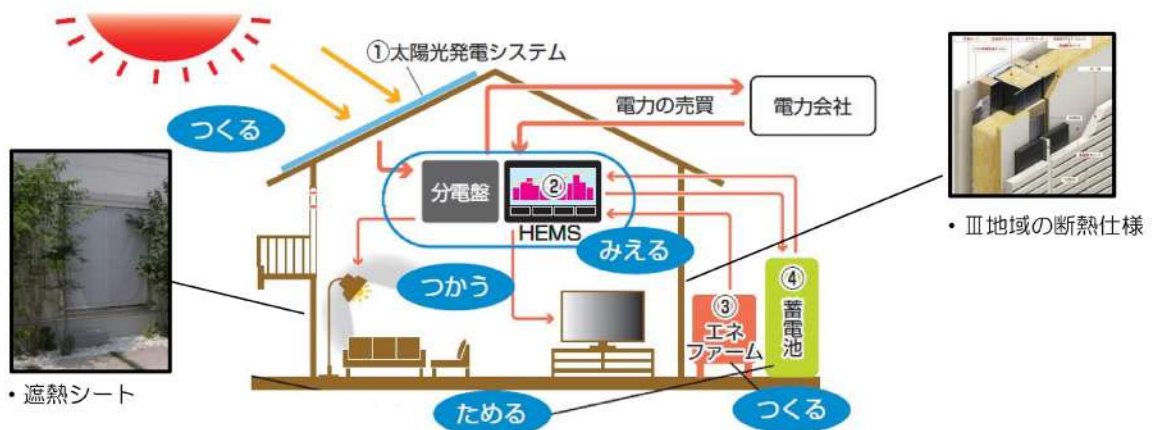 ①太陽光発電システム
つくる
電力の売買
電力会社
分電盤
②
HEMS
みえる
つかう
・Ⅲ地域の断熱仕様
③
エネ
ファーム
④
蓄電池
・遮熱シート
ためる
つくる